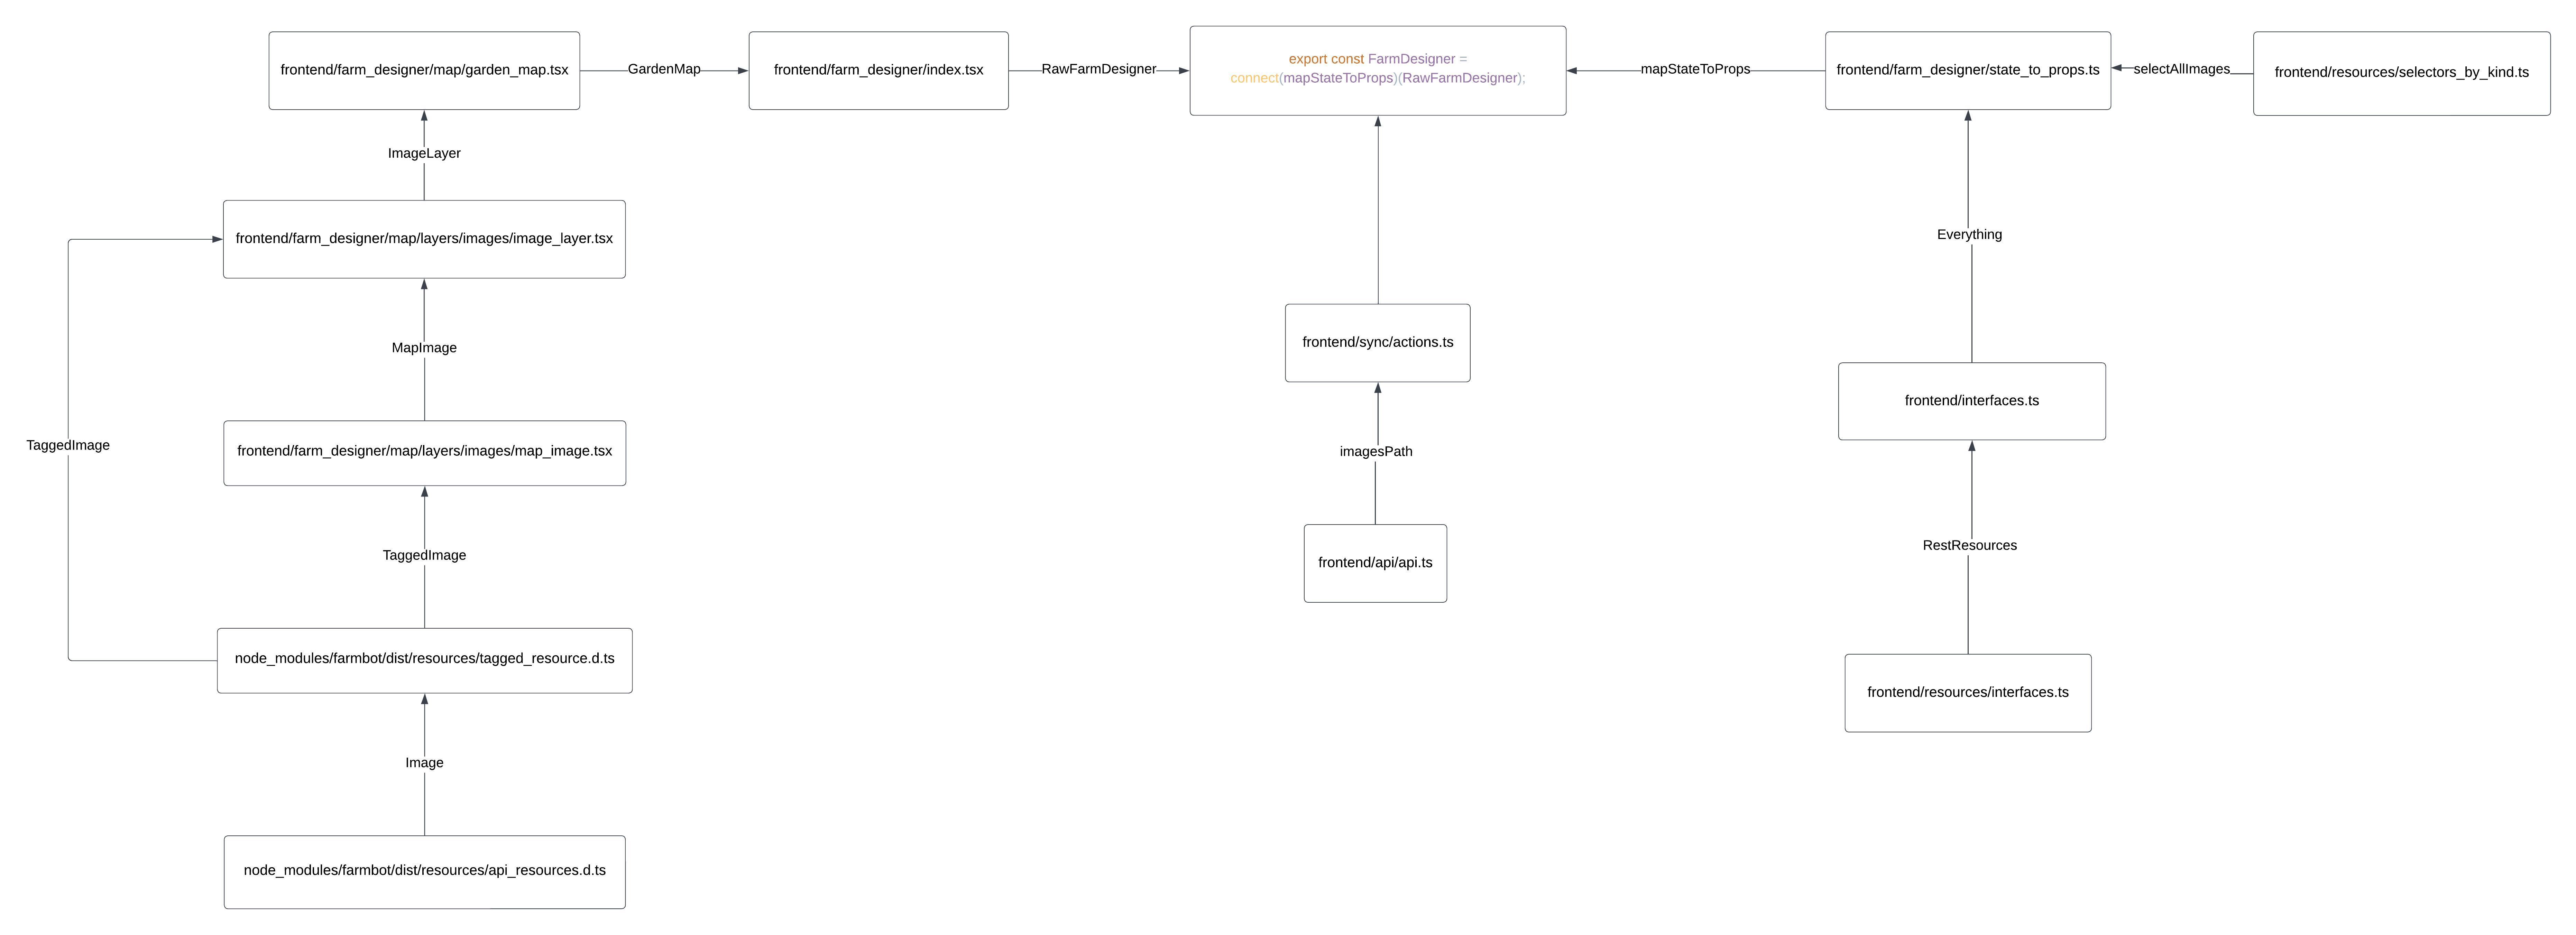 frontend/farm_designer/map/garden_map.tsx
GardenMap
frontend/farm_designer/index.tsx
RawFarmDesigner
export const FarmDesigner =
connect(mapStateToProps)(RawFarmDesigner);
mapStateToProps
frontend/farm_designer/state_to_props.ts
selectAllImages
frontend/resources/selectors_by_kind.ts
ImageLayer
frontend/farm_designer/map/layers/images/image_layer.tsx
Everything
MapImage
frontend/sync/actions.ts
frontend/interfaces.ts
TaggedImage
frontend/farm_designer/map/layers/images/map_image.tsx
imagesPath
TaggedImage
frontend/api/api.ts
RestResources
node_modules/farmbot/dist/resources/tagged_resource.d.ts
frontend/resources/interfaces.ts
Image
node_modules/farmbot/dist/resources/api_resources.d.ts